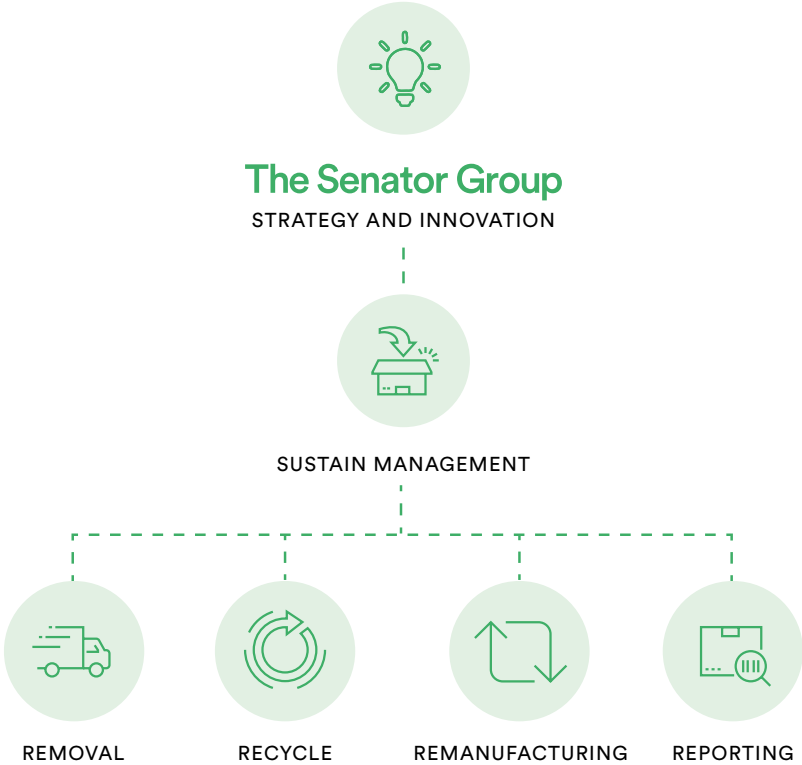 The Senator Group
STRATEGY AND INNOVATION
SUSTAIN MANAGEMENT
REMOVAL
RECYCLE
REMANUFACTURING
REPORTING